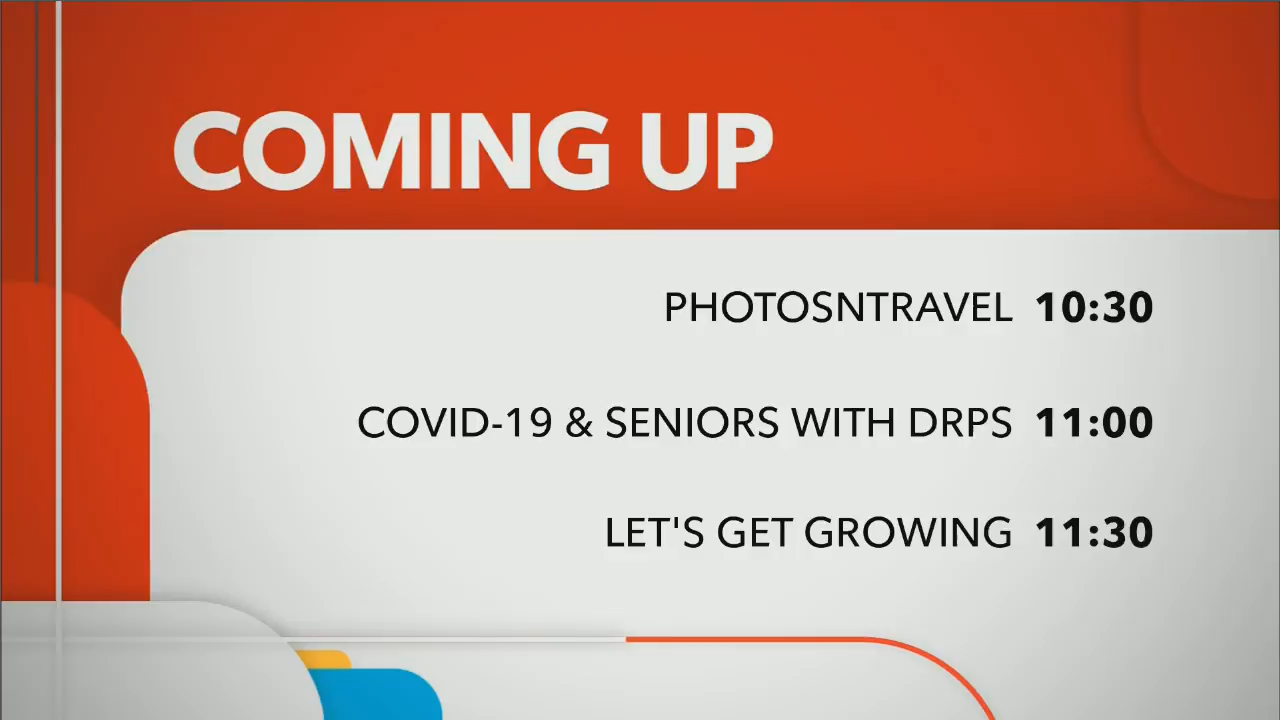 COMING UP
PHOTOSNTRAVEL 10:30
COVID-19 & SENIORS WITH DRPS 11:00
LET'S GET GROWING 11:30